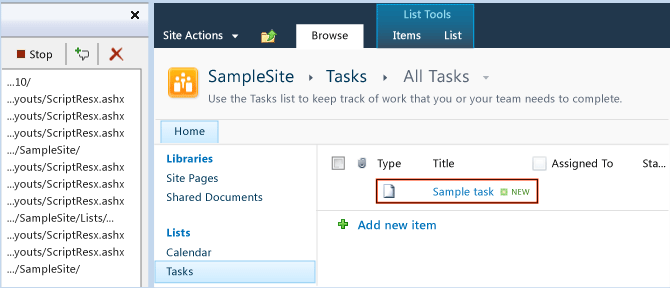 Stop
...10/
...youts/ScriptResx.ashx
...youts/ScriptResx.ashx
...youts/ScriptResx.ashx
.../SampleSite/
...youts/ScriptResx.ashx
...youts/ScriptResx.ashx
...youts/ScriptResx.ashx
.../SampleSite/Lists/...
...youts/ScriptResx.ashx
...youts/ScriptResx.ashx
.../SampleSite/
List Tools
Site Actions Browse Items List
SampleSite Tasks All Tasks
Use the Tasks list to keep track of work that you or your team needs to complete.
Home
Libraries
Site Pages
Shared Documents
Lists
Calendar
Tasks
Type Title Assigned To Sta...
Sample task NEW
Add new item